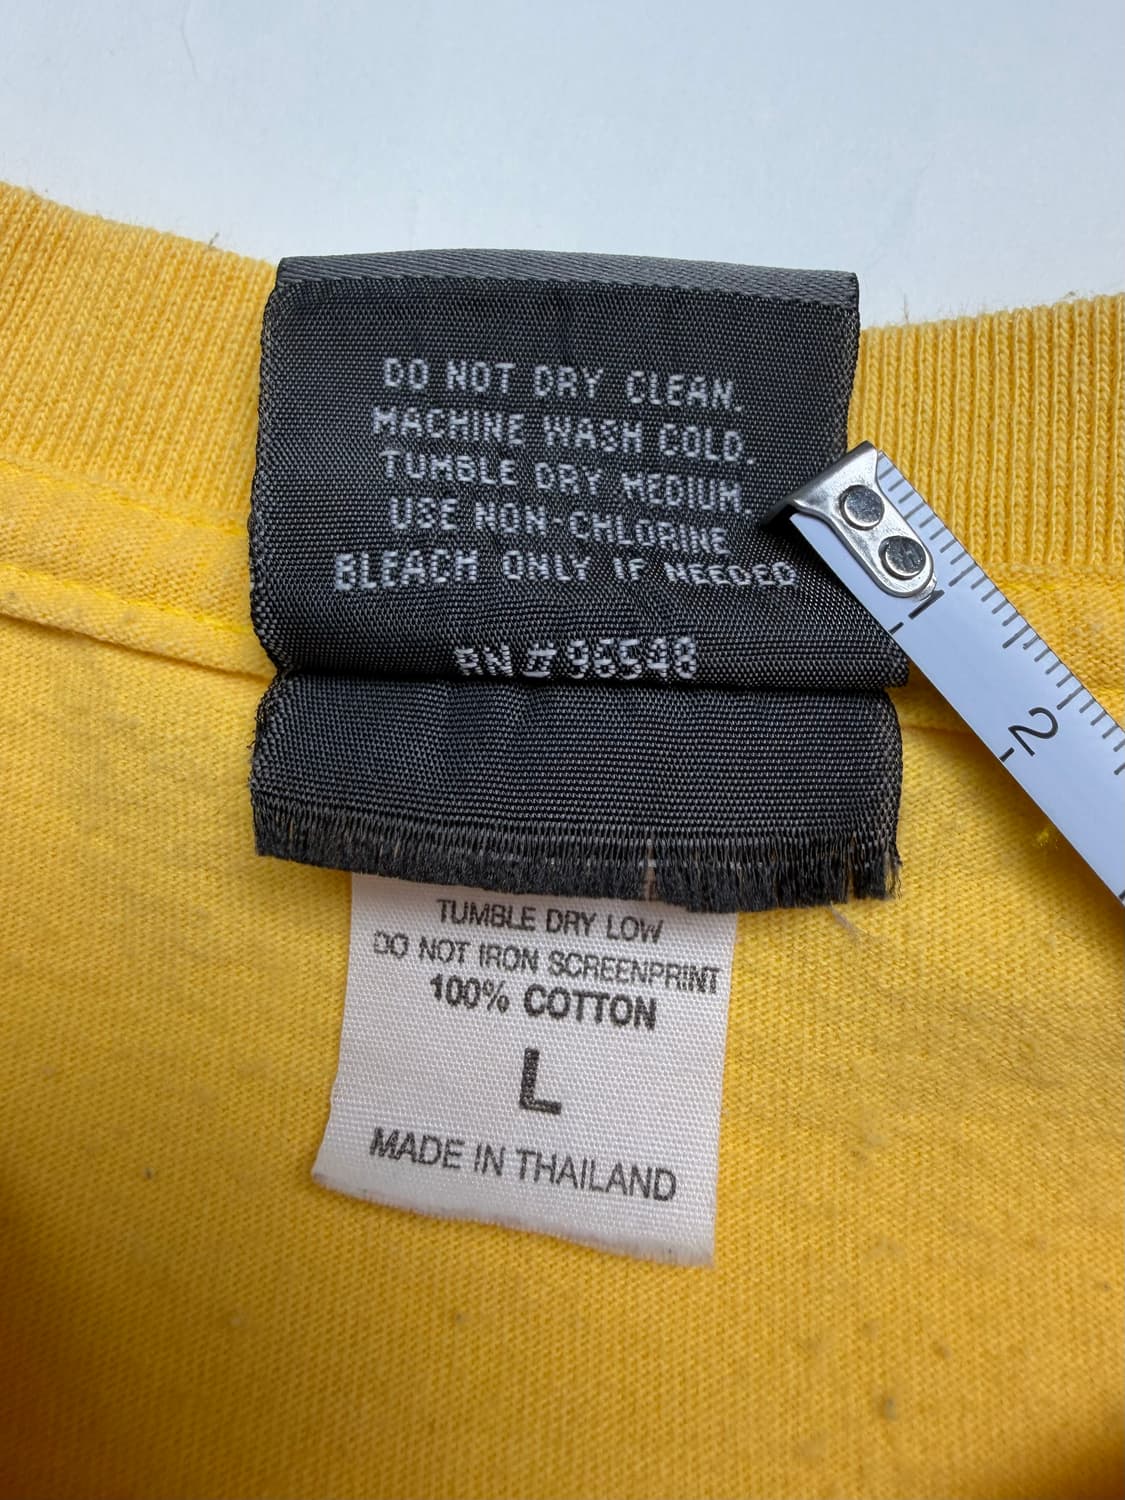 DO NOT DRY CLEAN.
MACHINE WASH COLD.
TUMBLE DRY MEDIUM.
USE NON-CHLORINE
BLEACH ONLY IF NEEDED
RN # 96548
1
2
TUMBLE DRY LOW
DO NOT IRON SCREENPRINT
100% COTTON
L
MADE IN THAILAND